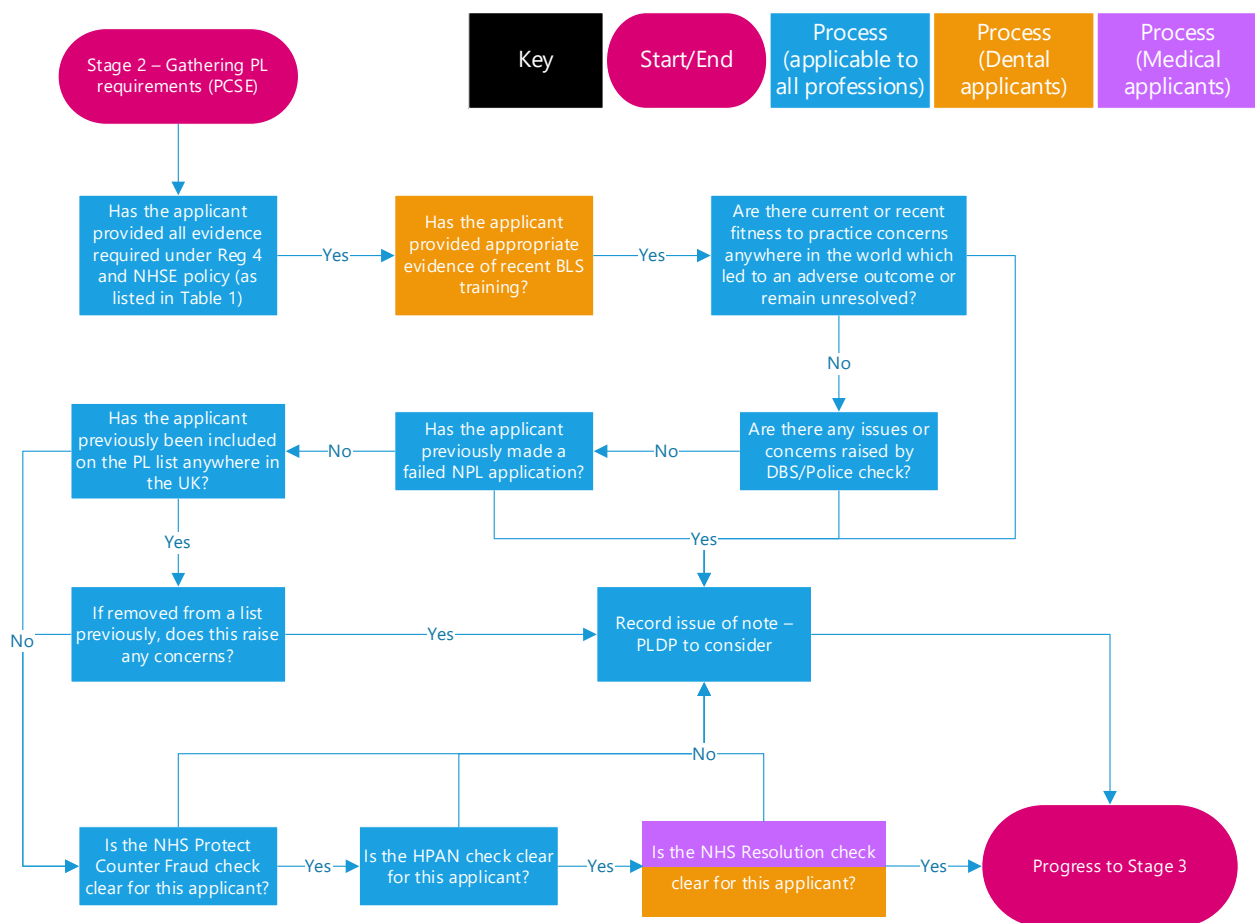 Stage 2 – Gathering PL
requirements (PCSE)
Key
Start/End
Process
(applicable to
all professions)
Process
(Dental
applicants)
Process
(Medical
applicants)
Has the applicant
provided all evidence
required under Reg 4
and NHSE policy (as
listed in Table 1)
Yes
Has the applicant
provided appropriate
evidence of recent BLS
training?
Yes
Are there current or recent
fitness to practice concerns
anywhere in the world which
led to an adverse outcome or
remain unresolved?
No
Has the applicant
previously been included
on the PL list anywhere in
the UK?
No
Has the applicant
previously made a
failed NPL application?
No
Are there any issues or
concerns raised by
DBS/Police check?
Yes
Yes
If removed from a list
previously, does this raise
any concerns?
Yes
Record issue of note –
PLDP to consider
No
No
Is the NHS Protect
Counter Fraud check
clear for this applicant?
Yes
Is the HPAN check clear
for this applicant?
Yes
Is the NHS Resolution check
clear for this applicant?
Yes
Progress to Stage 3